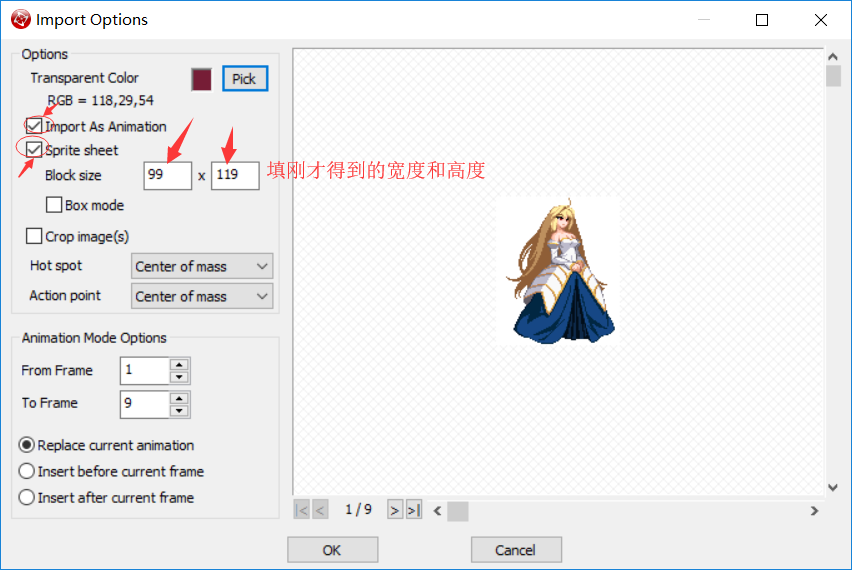 Import Options
Options
Transparent Color
Pick
RGB = 118,29,54
Import As Animation
Sprite sheet
Block size 99 x 119 填刚才得到的宽度和高度
Box mode
Crop image(s)
Hot spot Center of mass
Action point Center of mass
Animation Mode Options
From Frame 1
To Frame 9
Replace current animation
Insert before current frame
Insert after current frame
|< < 1 / 9 > >|
OK Cancel